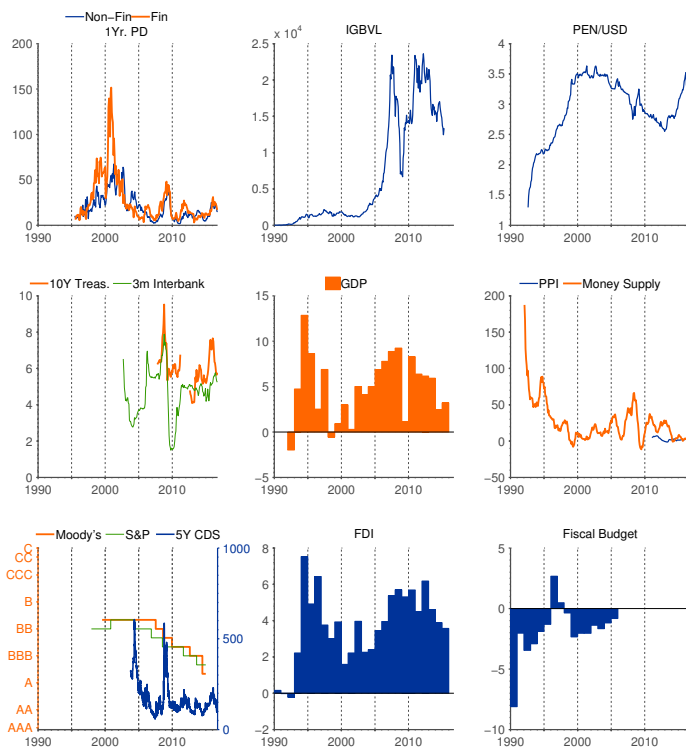 Non−Fin Fin
1Yr. PD
200
150
100
50
0
1990 2000 2010
IGBVL
2.5 x 10⁴
2
1.5
1
0.5
0
1990 2000 2010
PEN/USD
4
3.5
3
2.5
2
1.5
1
1990 2000 2010
10Y Treas. 3m Interbank
10
8
6
4
2
0
1990 2000 2010
GDP
15
10
5
0
−5
1990 2000 2010
PPI Money Supply
200
150
100
50
0
−50
1990 2000 2010
Moody's S&P 5Y CDS
C
CC
CCC
B
BB
BBB
A
AA
AAA
1000
500
0
1990 2000 2010
FDI
8
6
4
2
0
−2
1990 2000 2010
Fiscal Budget
5
0
−5
−10
1990 2000 2010